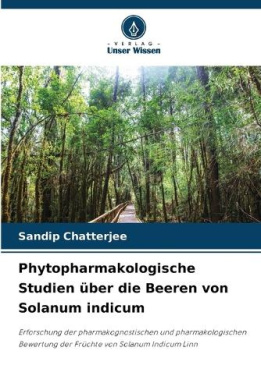 - VERLAG -
Unser Wissen
Sandip Chatterjee
Phytopharmakologische
Studien über die Beeren von
Solanum indicum
Erforschung der pharmakognostischen und pharmakologischen
Bewertung der Früchte von Solanum Indicum Linn